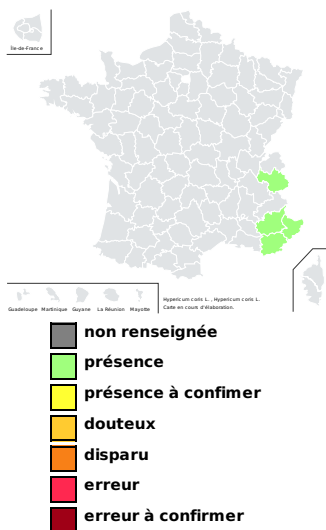 Île-de-France
Guadeloupe Martinique Guyane La Réunion Mayotte
Hypericum coris L. , Hypericum coris L.
Carte en cours d'élaboration.
non renseignée
présence
présence à confimer
douteux
disparu
erreur
erreur à confirmer